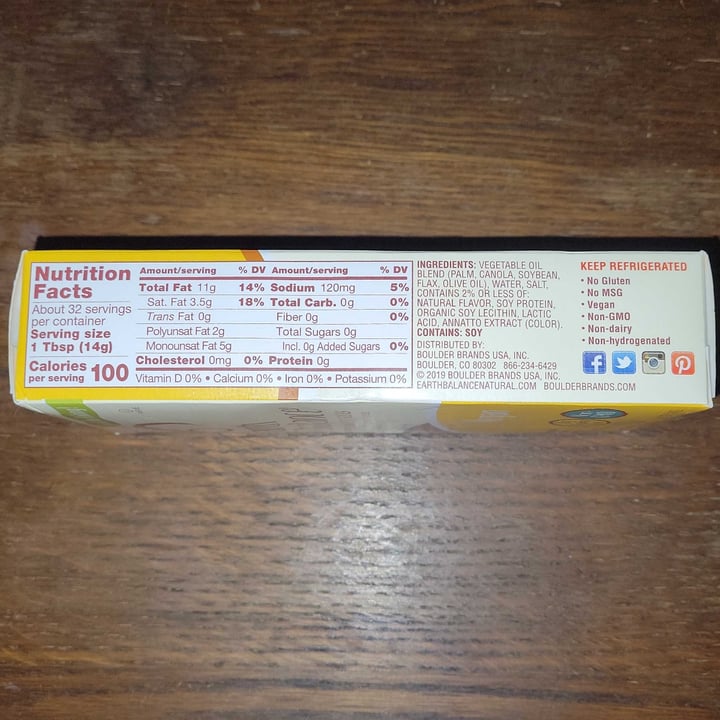 Nutrition
Facts
About 32 servings
per container
Serving size
1 Tbsp (14g)
Calories
per serving 100
Amount/serving % DV Amount/serving % DV
Total Fat 11g 14% Sodium 120mg 5%
Sat. Fat 3.5g 18% Total Carb. 0g 0%
Trans Fat 0g Fiber 0g 0%
Polyunsat Fat 2g Total Sugars 0g
Monounsat Fat 5g Incl. 0g Added Sugars 0%
Cholesterol 0mg 0% Protein 0g
Vitamin D 0% • Calcium 0% • Iron 0% • Potassium 0%
INGREDIENTS: VEGETABLE OIL
BLEND (PALM, CANOLA, SOYBEAN,
FLAX, OLIVE OIL), WATER, SALT,
CONTAINS 2% OR LESS OF:
NATURAL FLAVOR, SOY PROTEIN,
ORGANIC SOY LECITHIN, LACTIC
ACID, ANNATTO EXTRACT (COLOR).
CONTAINS: SOY
DISTRIBUTED BY:
BOULDER BRANDS USA, INC.
BOULDER, CO 80302 866-234-6429
© 2019 BOULDER BRANDS USA, INC.
EARTHBALANCENATURAL.COM BOULDERBRANDS.COM
KEEP REFRIGERATED
• No Gluten
• No MSG
• Vegan
• Non-GMO
• Non-dairy
• Non-hydrogenated